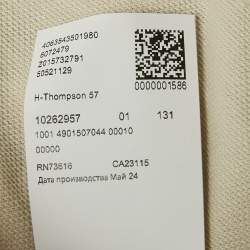 40635A3501980
6072479
2015732791
50521129
0000001586
H-Thompson 57
10262957 01 131
1001 4901507044 00010
00000
RN73616 CA23115
Дата производства Май 24